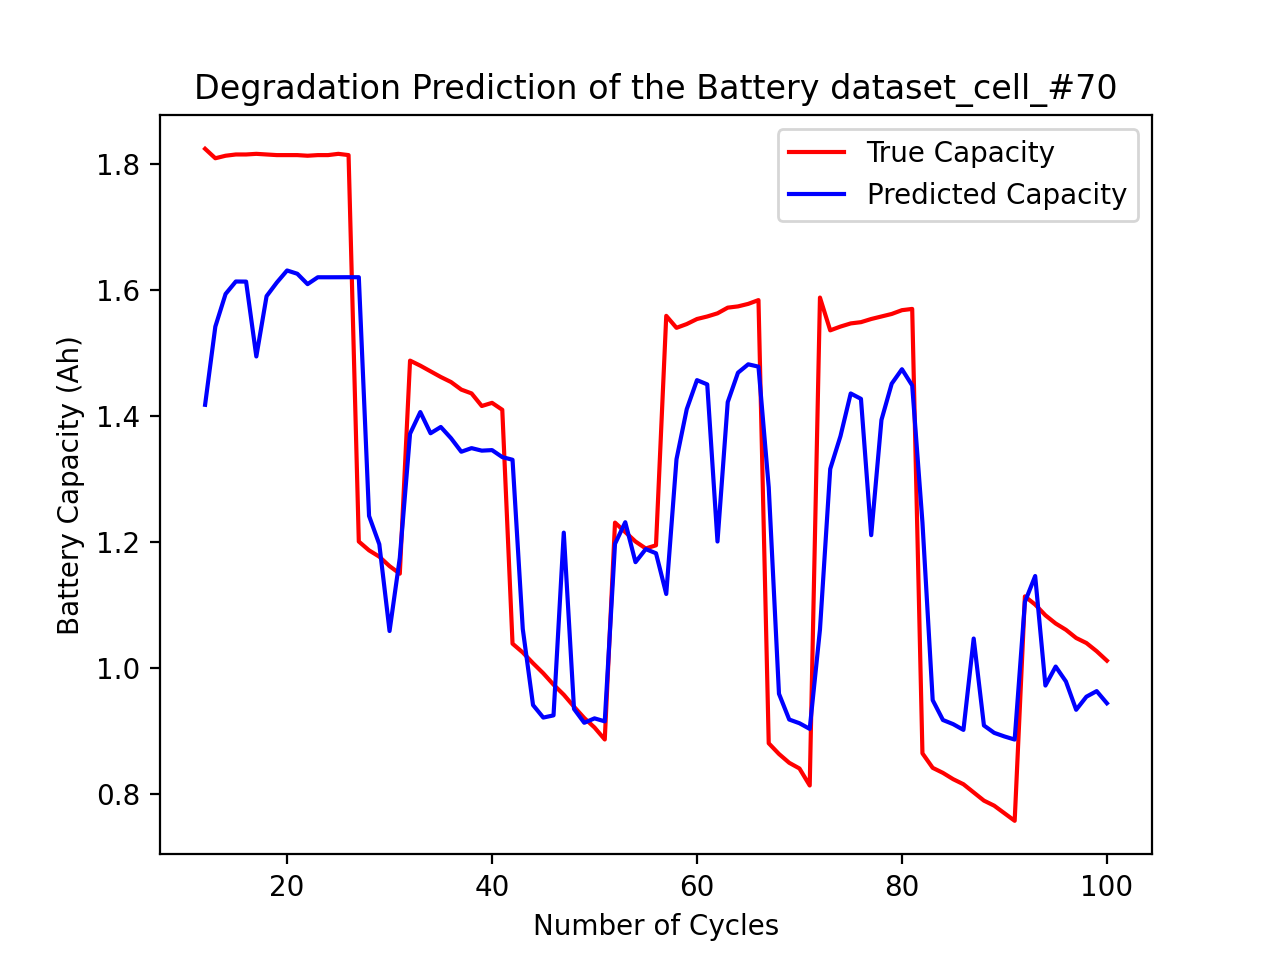 Degradation Prediction of the Battery dataset_cell_#70
True Capacity
Predicted Capacity
Battery Capacity (Ah)
1.8
1.6
1.4
1.2
1.0
0.8
20 40 60 80 100
Number of Cycles